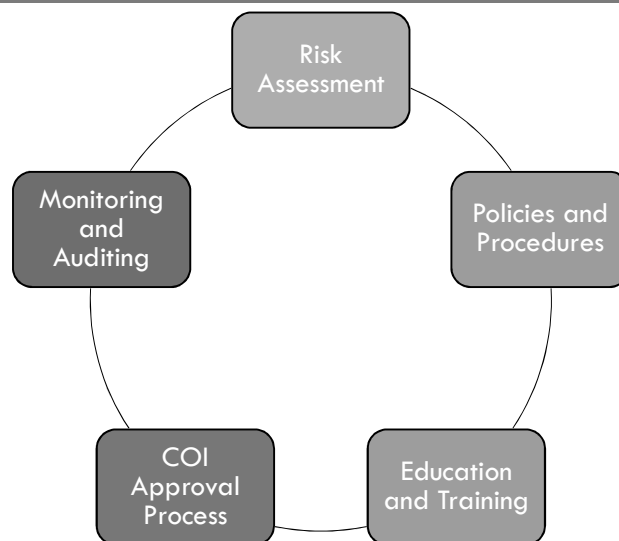 Risk
Assessment
Policies and
Procedures
Education
and Training
COI
Approval
Process
Monitoring
and
Auditing